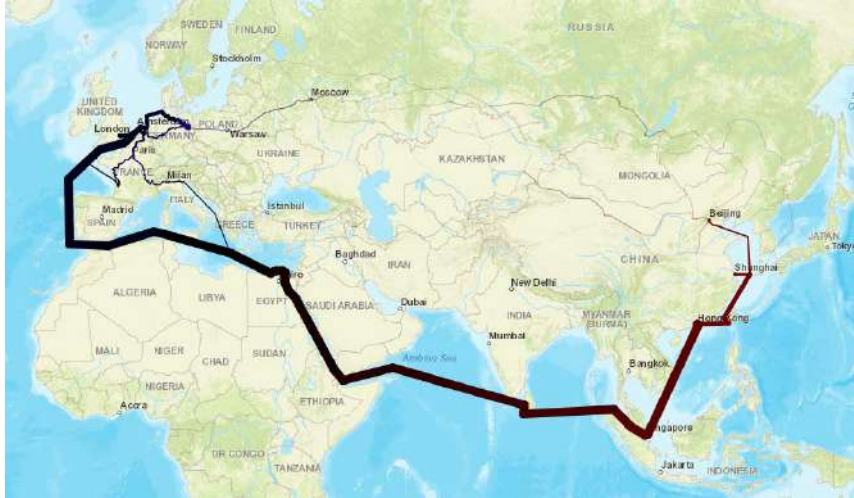 SWEDEN
FINLAND
RUSSIA
NORWAY
Stockholm
Moscow
UNITED
KINGDOM
Amsterdam
London
POLAND
GERMANY
Warsaw
Paris
UKRAINE
KAZAKHSTAN
FRANCE
Milan
MONGOLIA
ITALY
Madrid
SPAIN
Istanbul
GREECE
TURKEY
Beijing
JAPAN
Tokyo
Baghdad
IRAN
CHINA
Shanghai
ALGERIA
LIBYA
EGYPT
SAUDI ARABIA
Dubai
New Delhi
INDIA
MYANMAR
(BURMA)
Hong Kong
MALI
NIGER
CHAD
SUDAN
Mumbai
Arabian Sea
Bangkok
NIGERIA
Accra
ETHIOPIA
DR CONGO
TANZANIA
Singapore
Jakarta
INDONESIA